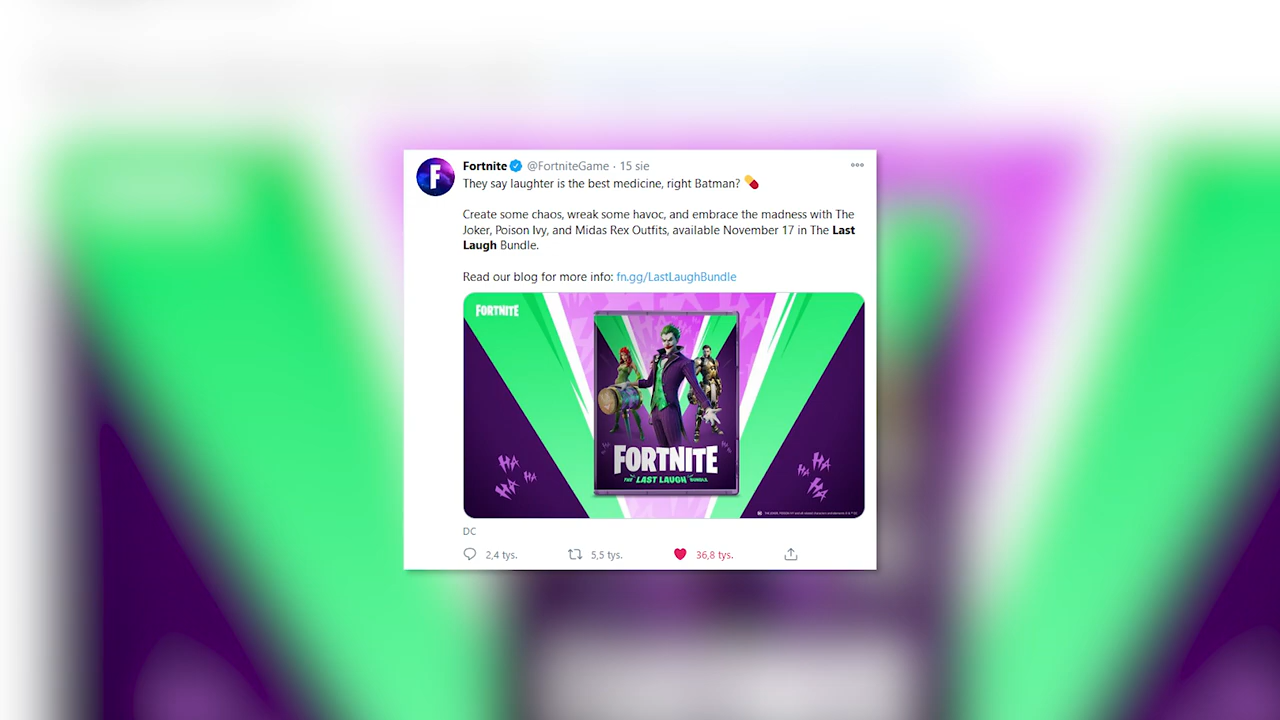 Fortnite @FortniteGame · 15 sie
They say laughter is the best medicine, right Batman? 💊
Create some chaos, wreak some havoc, and embrace the madness with The
Joker, Poison Ivy, and Midas Rex Outfits, available November 17 in The Last
Laugh Bundle.
Read our blog for more info: fn.gg/LastLaughBundle
FORTNITE
HA
HA
HA
HA
HA
HA
FORTNITE
THE LAST LAUGH BUNDLE
DC
2,4 tys. 5,5 tys. 36,8 tys.